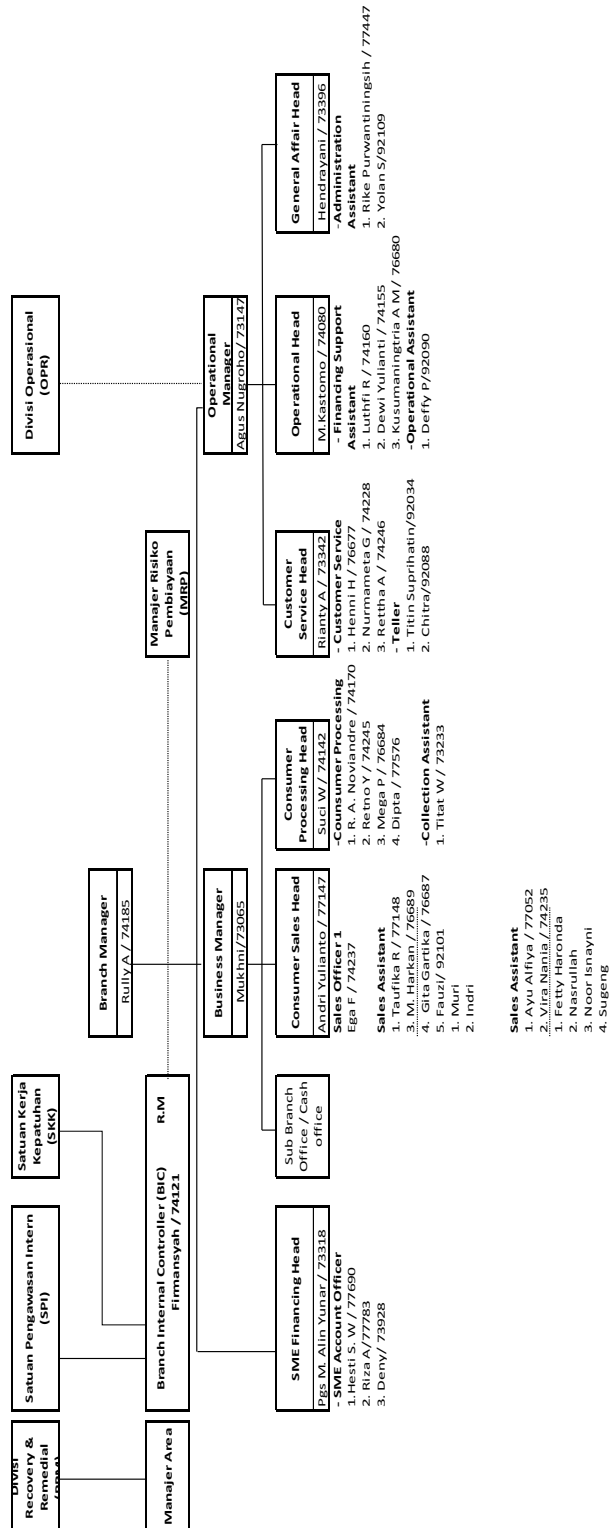 Divisi
Recovery &
Remedial
Satuan Pengawasan Intern
(SPI)
Satuan Kerja
Kepatuhan
(SKK)
Divisi Operasional
(OPR)
Branch Manager
Rully A / 74185
Manajer Area
Branch Internal Controller (BIC) R.M
Firmansyah / 74121
Manajer Risiko
Pembiayaan
(MRP)
Business Manager
Mukhni/73065
Operational
Manager
Agus Nugroho/ 73147
SME Financing Head
Pgs M. Alin Yunar / 73318
- SME Account Officer
1.Hesti S. W / 77690
2. Riza A/77783
3. Deny/ 73928
Sub Branch
Office / Cash
office
Consumer Sales Head
Andri Yulianto / 77147
Sales Officer 1
Ega F / 74237
Sales Assistant
1. Taufika R / 77148
3. M. Harkan / 76689
4. Gita Gartika / 76687
5. Fauzi/ 92101
1. Muri
2. Indri
Sales Assistant
1. Ayu Alfiya / 77052
2. Vira Nania / 74235
1. Fetty Haronda
2. Nasrullah
3. Noor Isnayni
4. Sugeng
Consumer
Processing Head
Suci W / 74142
-Counsumer Processing
1. R. A. Noviandre / 74170
2. Retno Y / 74245
3. Mega P / 76684
4. Dipta / 77576
-Collection Assistant
1. Titat W / 73233
Customer
Service Head
Rianty A / 73342
- Customer Service
1. Henni H / 76677
2. Nurmameta G / 74228
3. Rettha A / 74246
- Teller
1. Titin Suprihatin/92034
2. Chitra/92088
Operational Head
M.Kastomo / 74080
- Financing Support
Assistant
1. Luthfi R / 74160
2. Dewi Yulianti / 74155
3. Kusumaningtria A M / 76680
-Operational Assistant
1. Deffy P/92090
General Affair Head
Hendrayani / 73396
-Administration
Assistant
1. Rike Purwantiningsih / 77447
2. Yolan S/92109